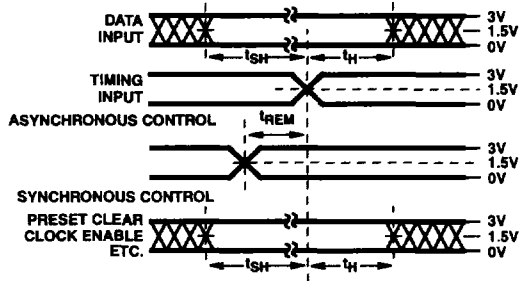 DATA INPUT
3V
1.5V
0V
tSH
tH
TIMING INPUT
3V
1.5V
0V
ASYNCHRONOUS CONTROL
tREM
3V
1.5V
0V
SYNCHRONOUS CONTROL
PRESET CLEAR
CLOCK ENABLE
ETC.
3V
1.5V
0V
tSH
tH